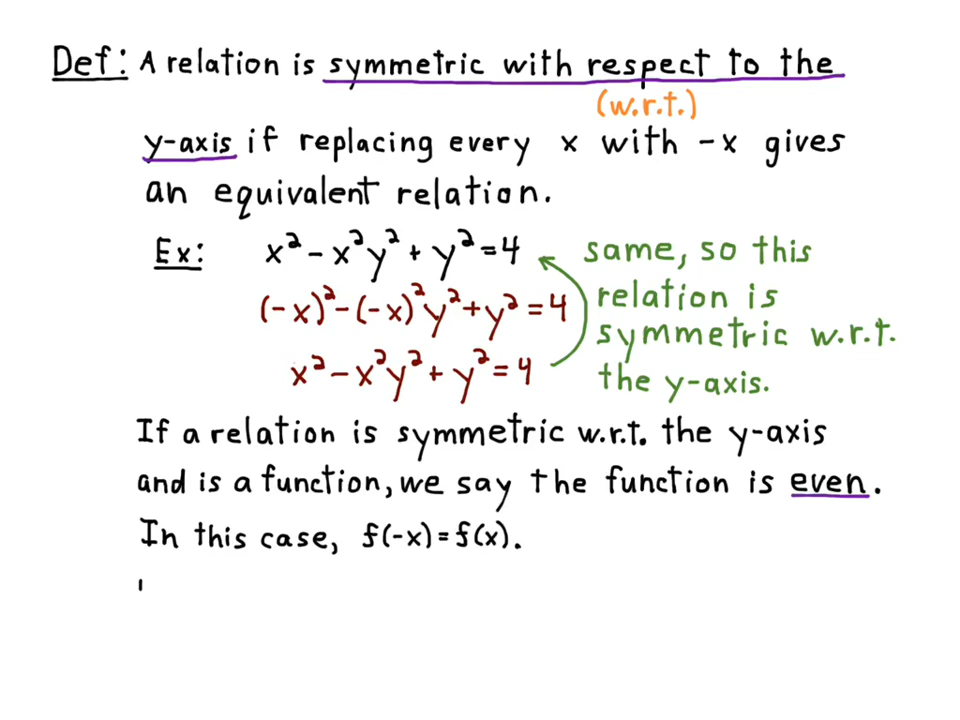 Def: A relation is symmetric with respect to the
(w.r.t.)
y-axis if replacing every x with -x gives
an equivalent relation.
Ex: x² - x²y² + y² = 4
(-x)² - (-x)²y² + y² = 4
x² - x²y² + y² = 4
same, so this
relation is
symmetric w.r.t.
the y-axis.
If a relation is symmetric w.r.t. the y-axis
and is a function, we say the function is even.
In this case, f(-x) = f(x).